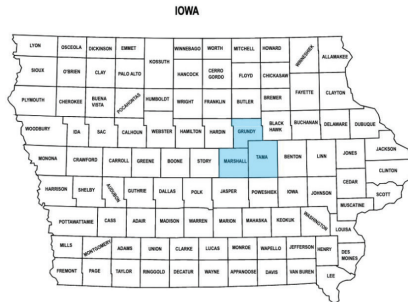 IOWA
LYON OSCEOLA DICKINSON EMMET WINNEBAGO WORTH MITCHELL HOWARD WINNESHIEK ALLAMAKEE
KOSSUTH
SIOUX O'BRIEN CLAY PALO ALTO HANCOCK CERRO GORDO FLOYD CHICKASAW
PLYMOUTH CHEROKEE BUENA VISTA POCAHONTAS HUMBOLDT WRIGHT FRANKLIN BUTLER BREMER FAYETTE CLAYTON
WOODBURY IDA SAC CALHOUN WEBSTER HAMILTON HARDIN GRUNDY BLACK HAWK BUCHANAN DELAWARE DUBUQUE
MONONA CRAWFORD CARROLL GREENE BOONE STORY MARSHALL TAMA BENTON LINN JONES JACKSON
CLINTON
HARRISON SHELBY AUDUBON GUTHRIE DALLAS POLK JASPER POWESHIEK IOWA JOHNSON CEDAR SCOTT
MUSCATINE
POTTAWATTAMIE CASS ADAIR MADISON WARREN MARION MAHASKA KEOKUK WASHINGTON LOUISA
MILLS MONTGOMERY ADAMS UNION CLARKE LUCAS MONROE WAPELLO JEFFERSON HENRY DES MOINES
FREMONT PAGE TAYLOR RINGGOLD DECATUR WAYNE APPANOOSE DAVIS VAN BUREN LEE